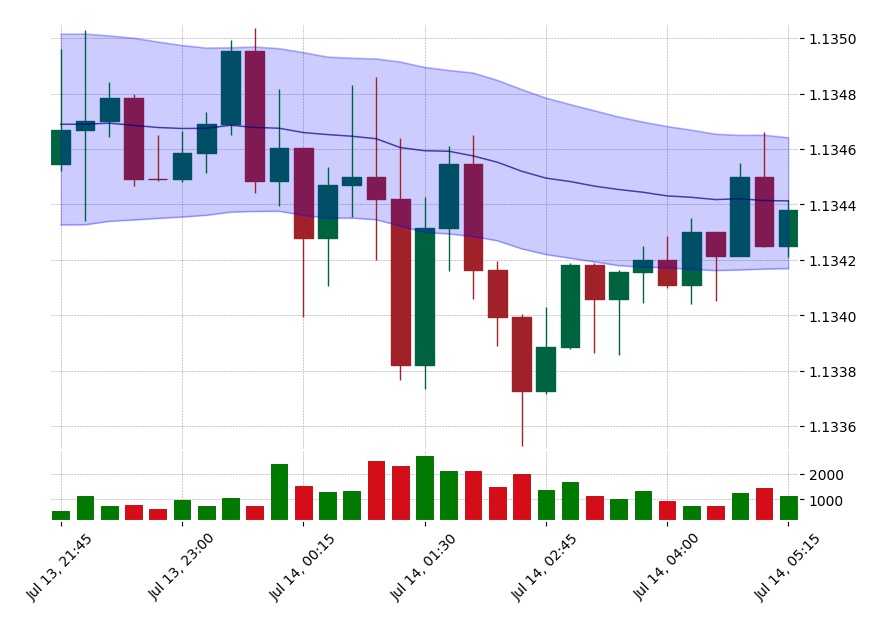 1.1350
1.1348
1.1346
1.1344
1.1342
1.1340
1.1338
1.1336
2000
1000
Jul 13, 21:45
Jul 13, 23:00
Jul 14, 00:15
Jul 14, 01:30
Jul 14, 02:45
Jul 14, 04:00
Jul 14, 05:15